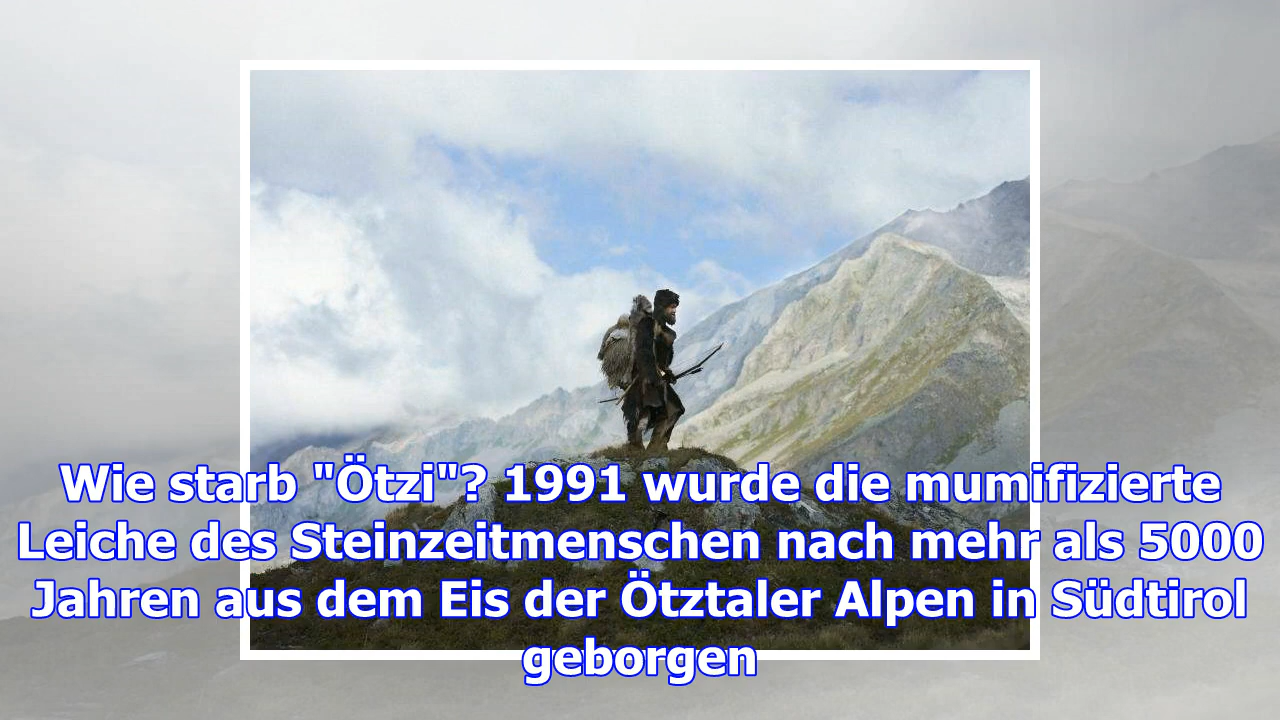 Wie starb "Ötzi"? 1991 wurde die mumifizierte
Leiche des Steinzeitmenschen nach mehr als 5000
Jahren aus dem Eis der Ötztaler Alpen in Südtirol
geborgen